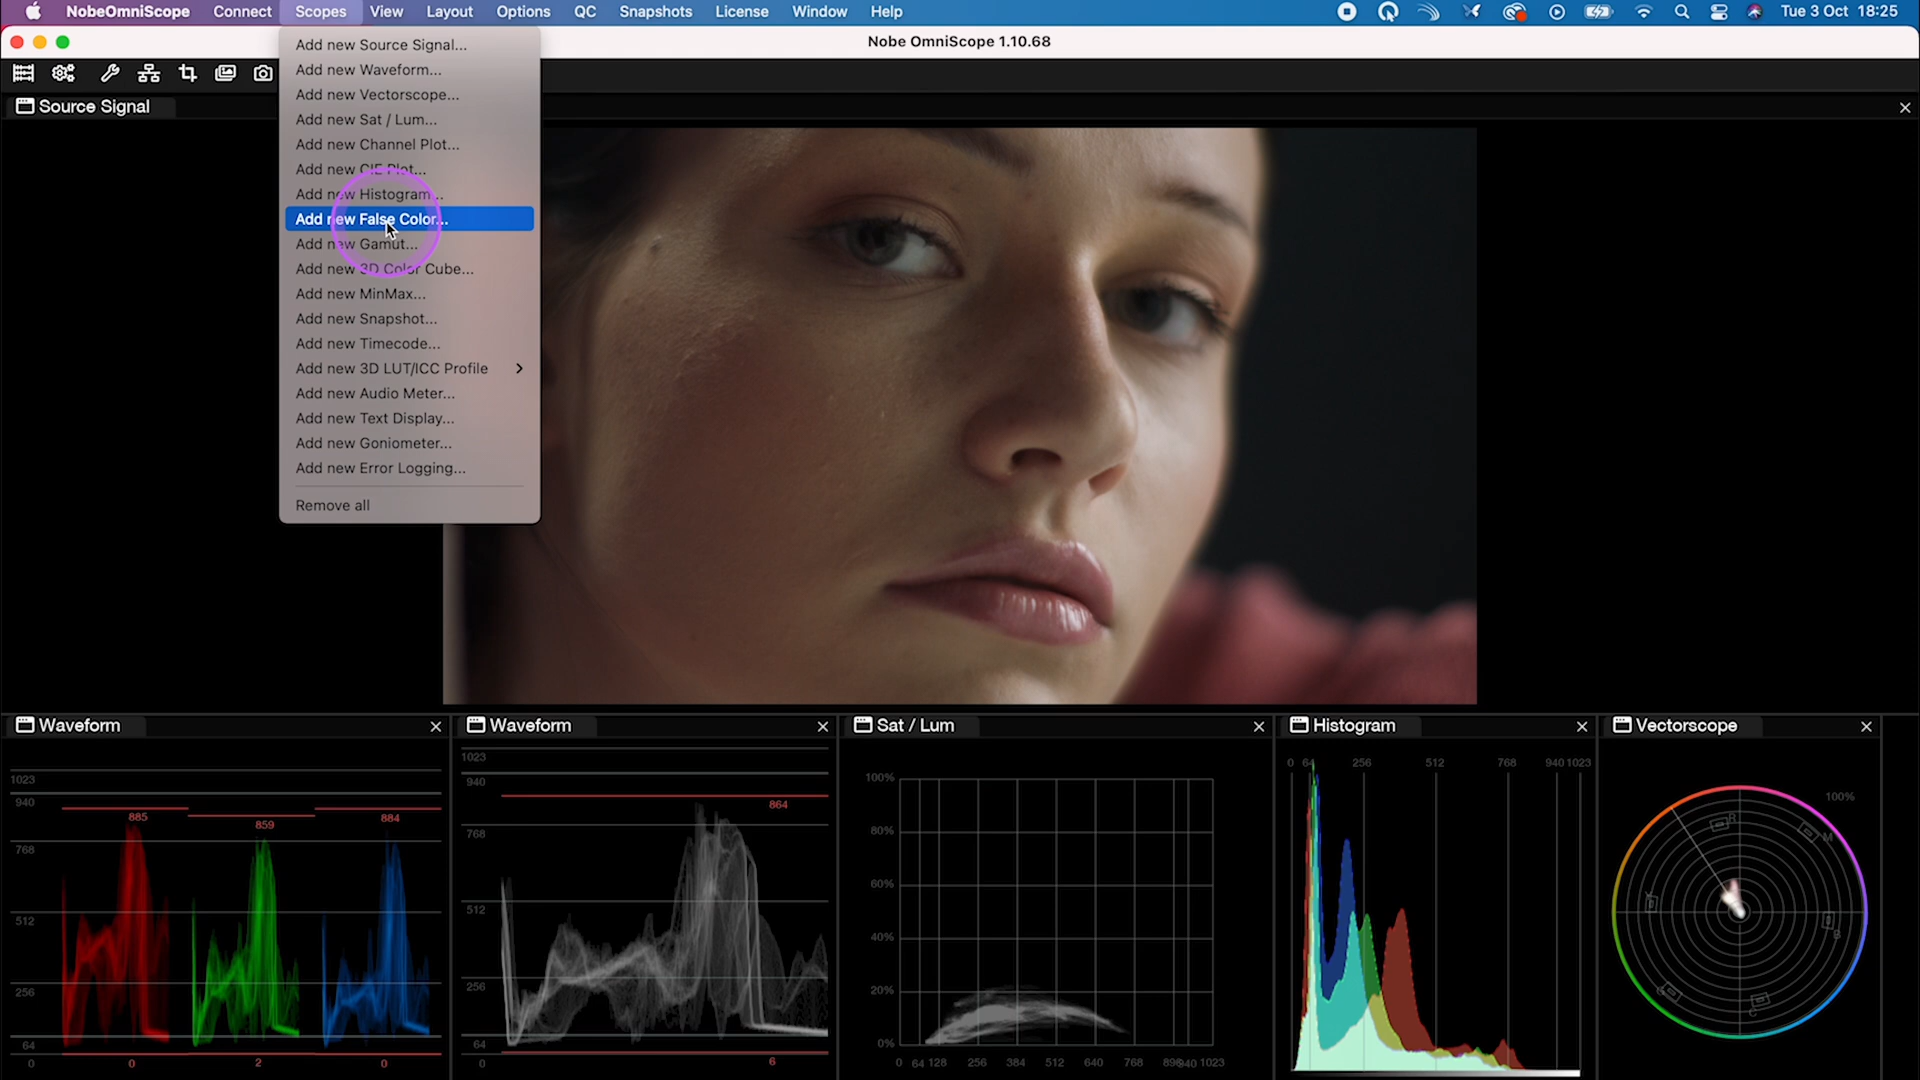 NobeOmniScope Connect Scopes View Layout Options QC Snapshots License Window Help Tue 3 Oct 18:25
Nobe OmniScope 1.10.68
Source Signal
Add new Source Signal...
Add new Waveform...
Add new Vectorscope...
Add new Sat / Lum...
Add new Channel Plot...
Add new CIE Plot...
Add new Histogram...
Add new False Color...
Add new Gamut...
Add new 3D Color Cube...
Add new MinMax...
Add new Snapshot...
Add new Timecode...
Add new 3D LUT/ICC Profile
Add new Audio Meter...
Add new Text Display...
Add new Goniometer...
Add new Error Logging...
Remove all
Waveform
1023
940
885 859 884
768
512
256
64
0 0 2 0
Waveform
1023
940
864
768
512
256
64
0 6
Sat / Lum
100%
80%
60%
40%
20%
0%
0 64 128 256 384 512 640 768 896 940 1023
Histogram
0 64 256 512 768 940 1023
Vectorscope
100%
R
M
Y
B
G
C